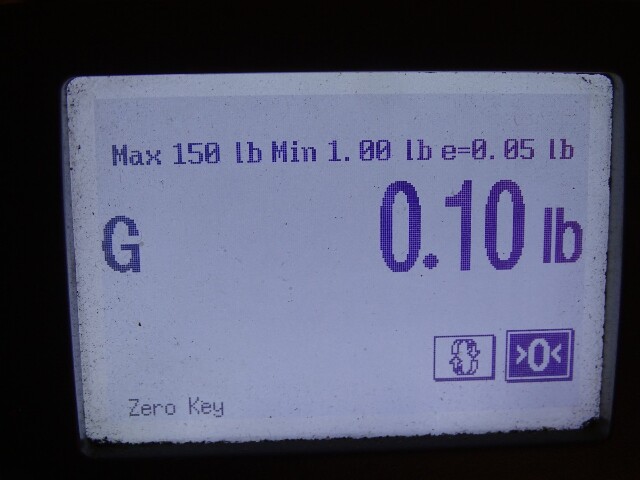 Max 150 lb Min 1.00 lb e=0.05 lb
G 0.10 lb
>0<
Zero Key